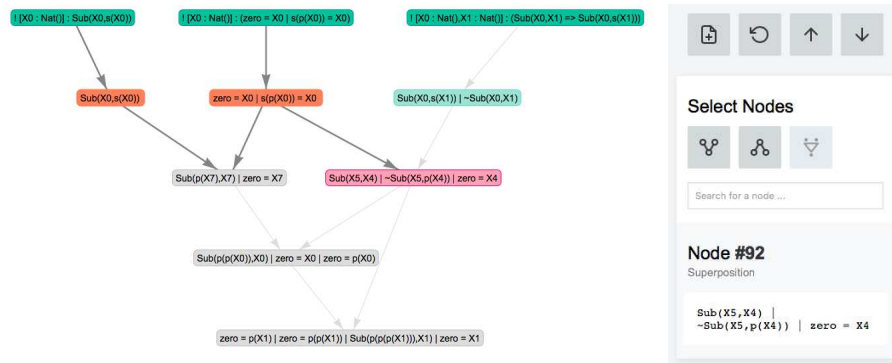 ! [X0 : Nat()] : Sub(X0,s(X0))
! [X0 : Nat()] : (zero = X0 | s(p(X0)) = X0)
! [X0 : Nat(),X1 : Nat()] : (Sub(X0,X1) => Sub(X0,s(X1)))
Sub(X0,s(X0))
zero = X0 | s(p(X0)) = X0
Sub(X0,s(X1)) | ~Sub(X0,X1)
Sub(p(X7),X7) | zero = X7
Sub(X5,X4) | ~Sub(X5,p(X4)) | zero = X4
Sub(p(p(X0)),X0) | zero = X0 | zero = p(X0)
zero = p(X1) | zero = p(p(X1)) | Sub(p(p(p(X1))),X1) | zero = X1
Select Nodes
Search for a node ...
Node #92
Superposition
Sub(X5,X4) |
~Sub(X5,p(X4)) | zero = X4